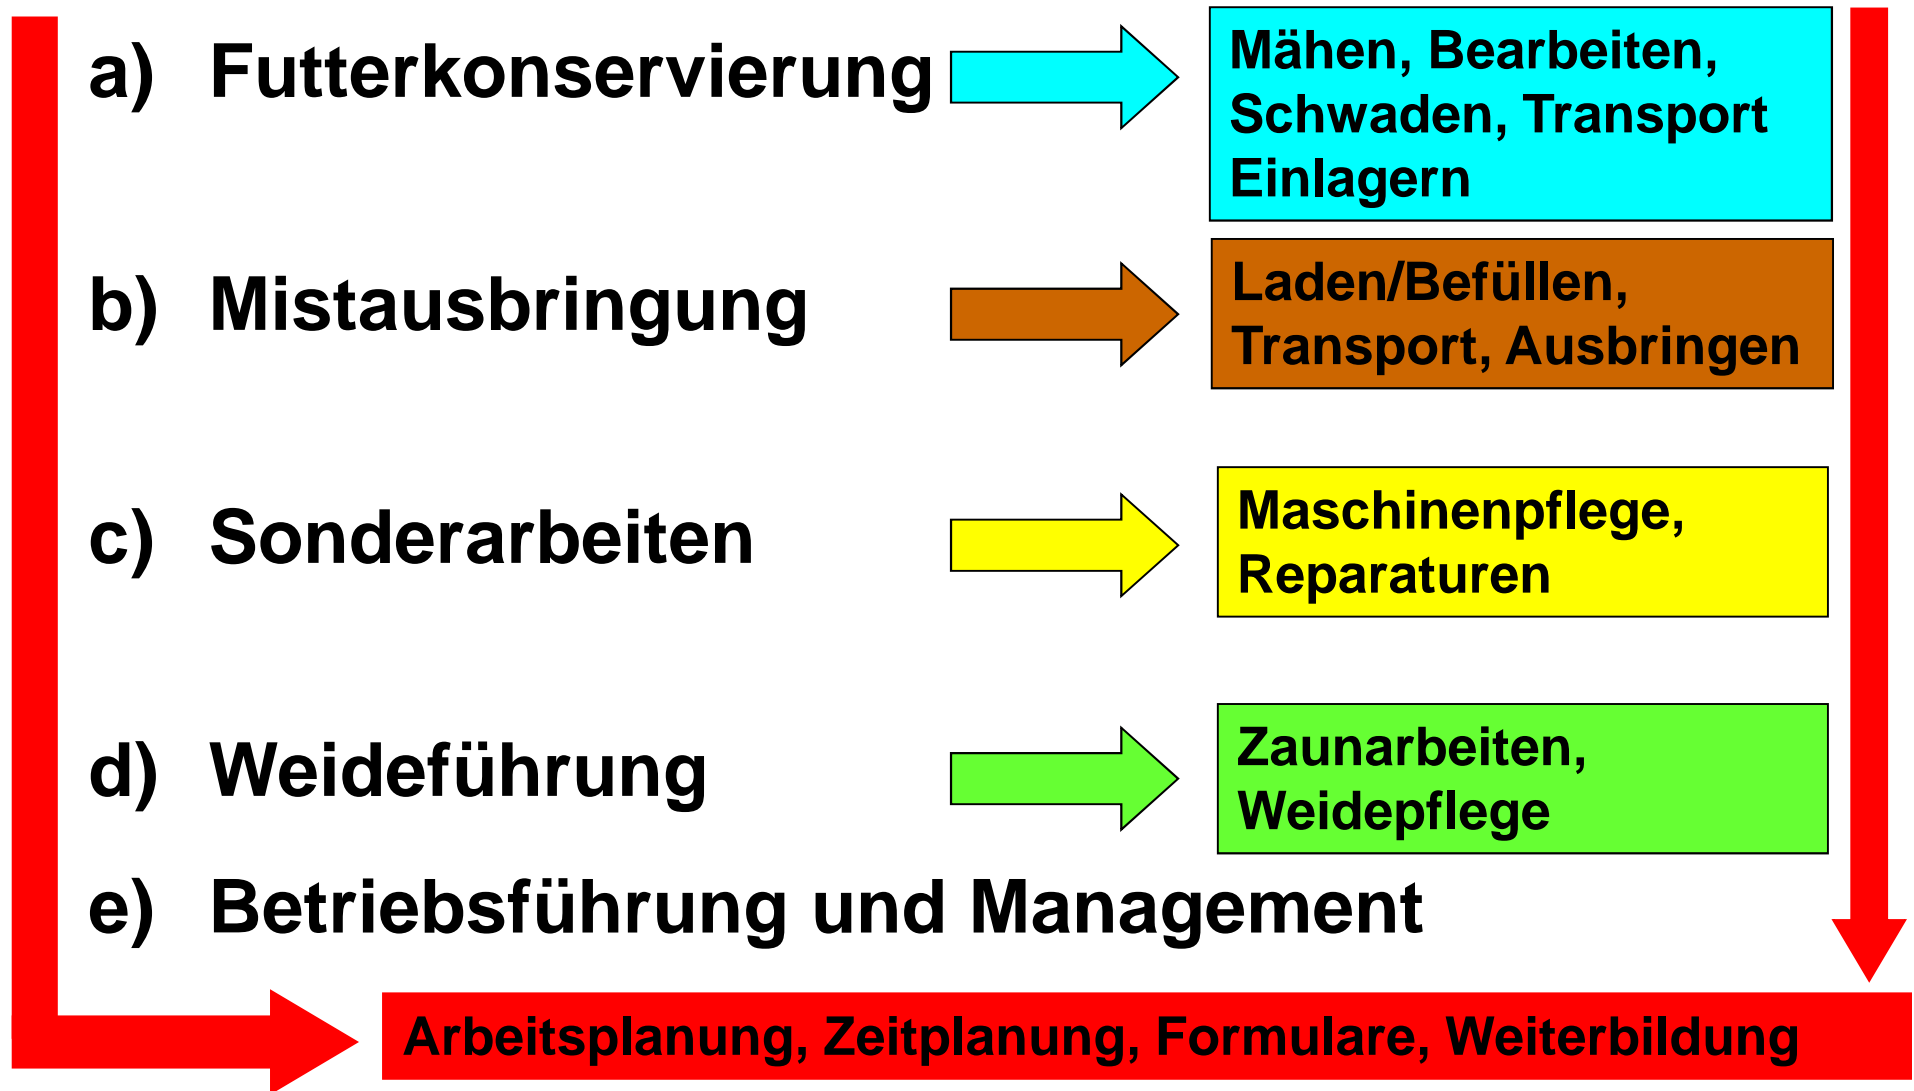 a) Futterkonservierung
Mähen, Bearbeiten,
Schwaden, Transport
Einlagern
b) Mistausbringung
Laden/Befüllen,
Transport, Ausbringen
c) Sonderarbeiten
Maschinenpflege,
Reparaturen
d) Weideführung
Zaunarbeiten,
Weidepflege
e) Betriebsführung und Management
Arbeitsplanung, Zeitplanung, Formulare, Weiterbildung